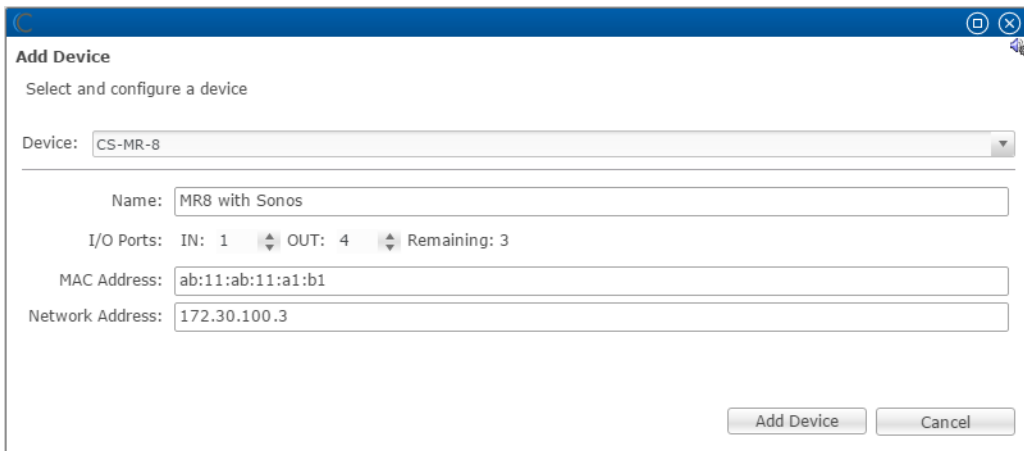 Add Device
Select and configure a device
Device: CS-MR-8
Name: MR8 with Sonos
I/O Ports: IN: 1 OUT: 4 Remaining: 3
MAC Address: ab:11:ab:11:a1:b1
Network Address: 172.30.100.3
Add Device Cancel